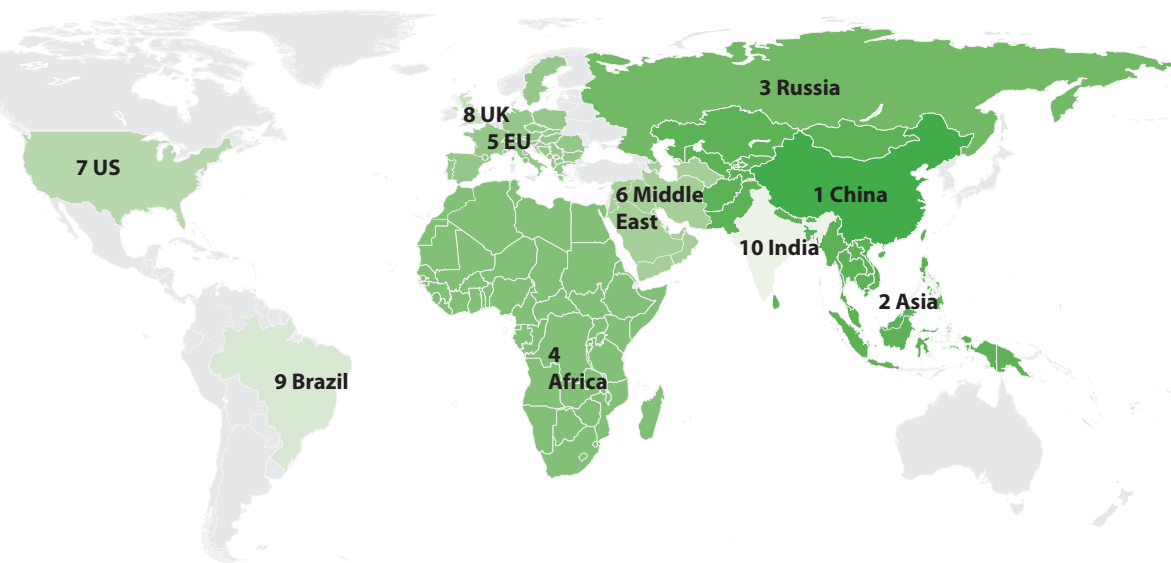 3 Russia
8 UK
5 EU
7 US
6 Middle
East
1 China
10 India
2 Asia
4
Africa
9 Brazil